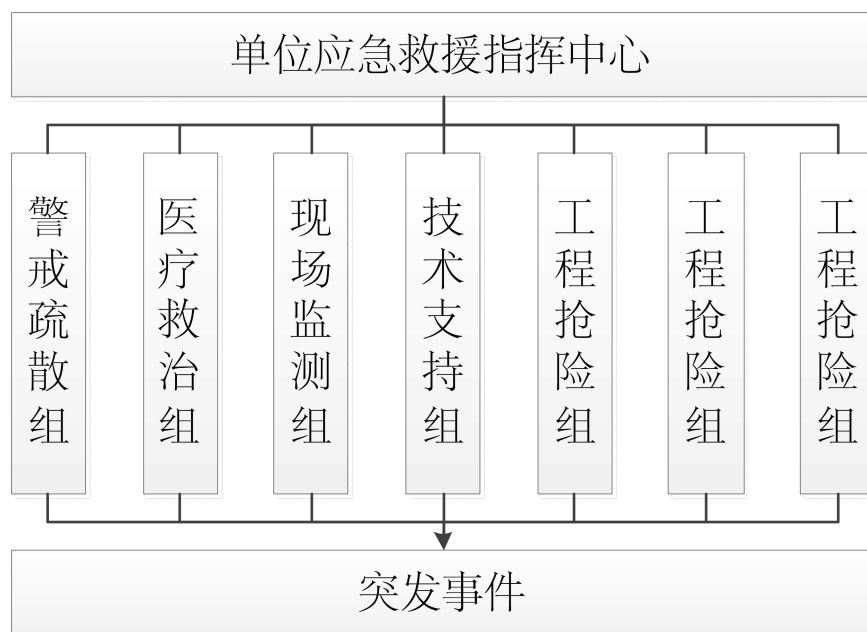 单位应急救援指挥中心
警戒疏散组
医疗救治组
现场监测组
技术支持组
工程抢险组
工程抢险组
工程抢险组
突发事件